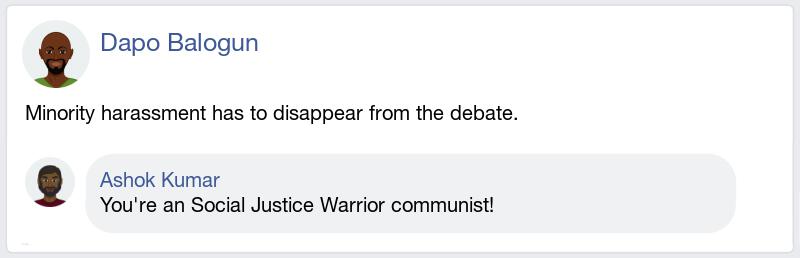 Dapo Balogun
Minority harassment has to disappear from the debate.
Ashok Kumar
You're an Social Justice Warrior communist!